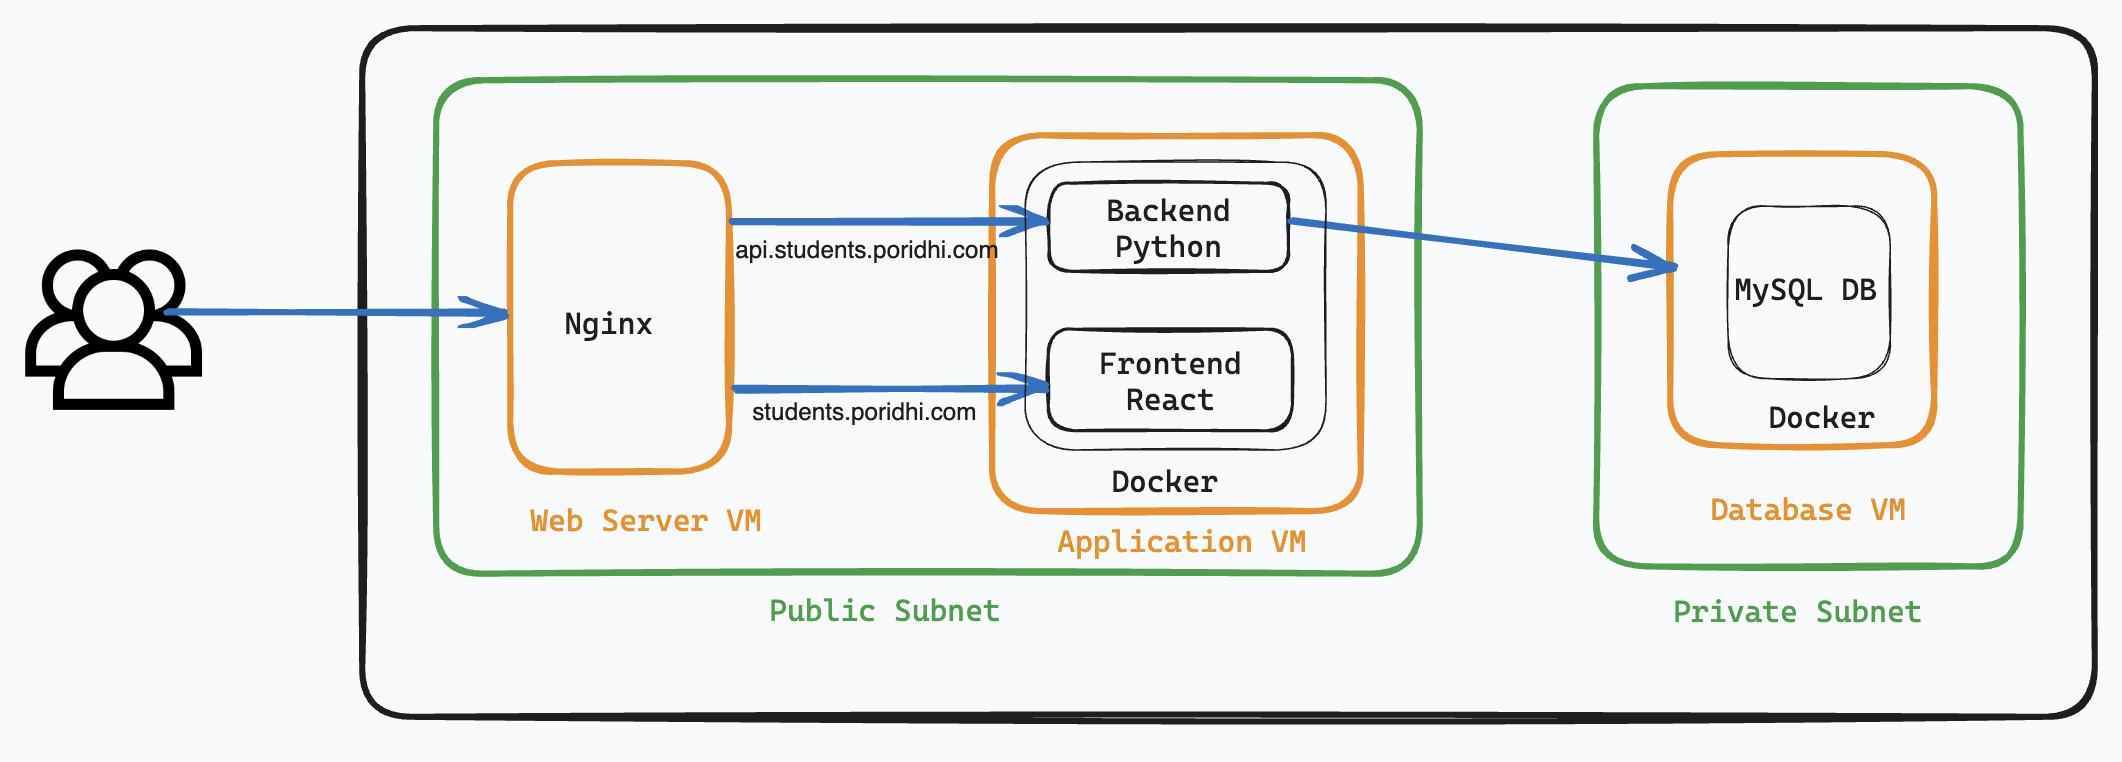 Nginx
Web Server VM
api.students.poridhi.com
students.poridhi.com
Backend
Python
Frontend
React
Docker
Application VM
Public Subnet
MySQL DB
Docker
Database VM
Private Subnet